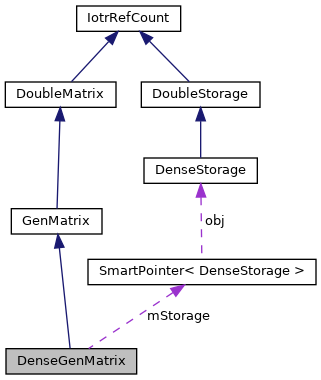 IotrRefCount
DoubleMatrix
DoubleStorage
DenseStorage
GenMatrix
obj
SmartPointer< DenseStorage >
mStorage
DenseGenMatrix